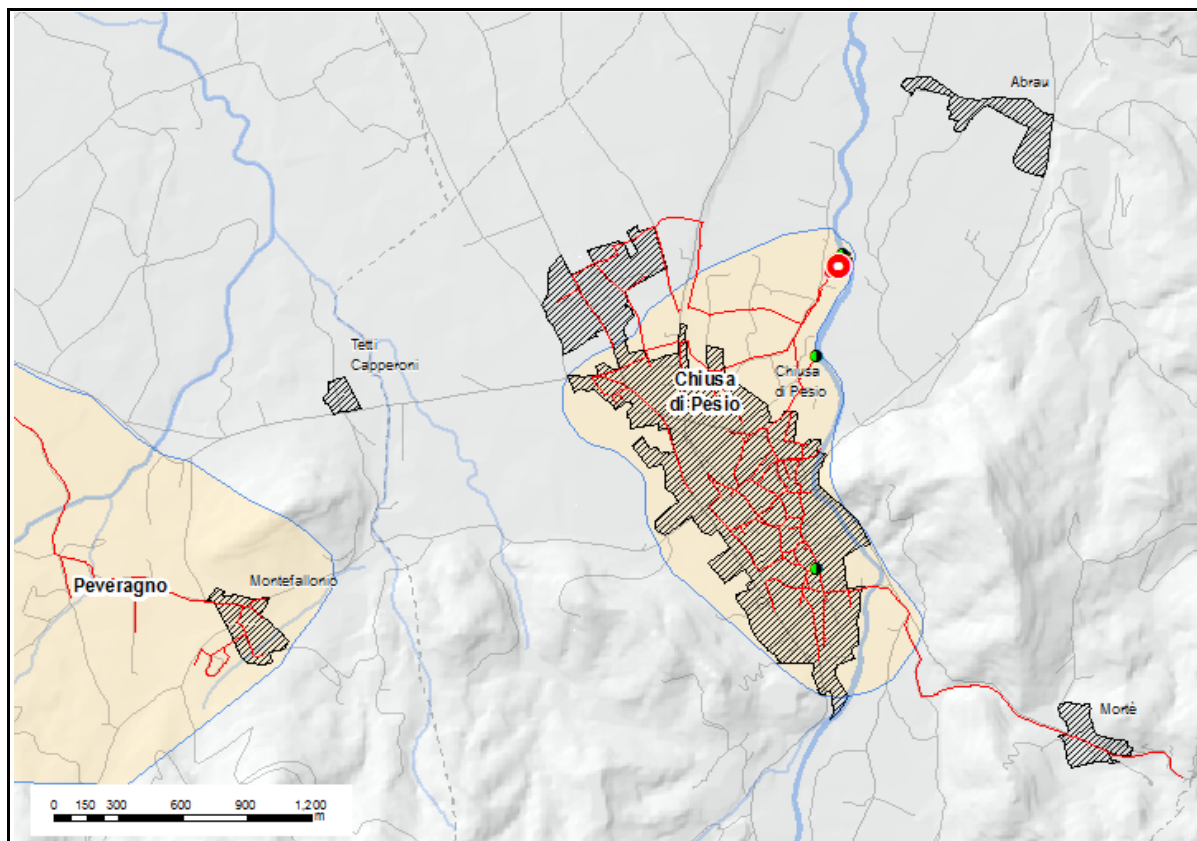 Abrau
Tetti
Capperoni
Chiusa
di Pesio
Chiusa
di Pesio
Montefallonio
Peveragno
Mortè
0 150 300 600 900 1,200
m